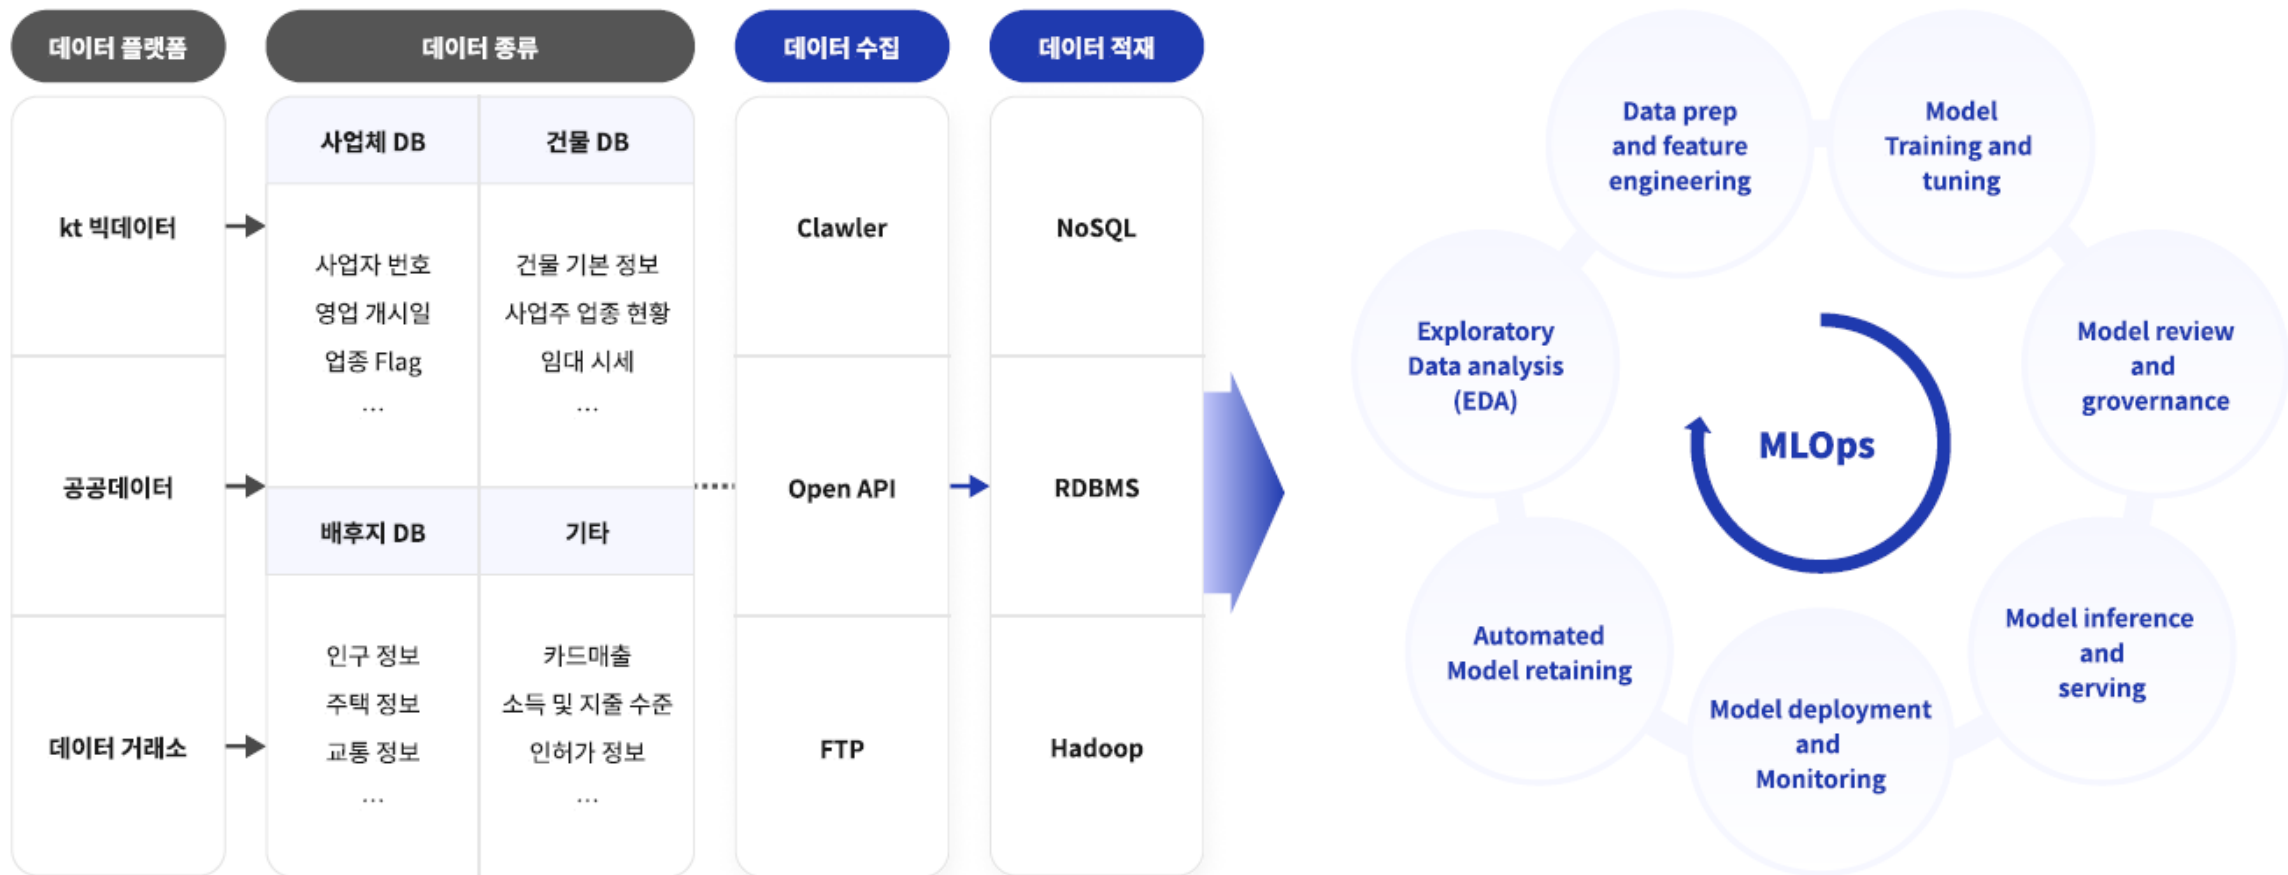 데이터 플랫폼
데이터 종류
데이터 수집
데이터 적재
kt 빅데이터
공공데이터
데이터 거래소
사업체 DB
사업자 번호
영업 개시일
업종 Flag
...
건물 DB
건물 기본 정보
사업주 업종 현황
임대 시세
...
배후지 DB
인구 정보
주택 정보
교통 정보
...
기타
카드매출
소득 및 지줄 수준
인허가 정보
...
Clawler
Open API
FTP
NoSQL
RDBMS
Hadoop
MLOps
Data prep
and feature
engineering
Model
Training and
tuning
Model review
and
grovernance
Model inference
and
serving
Model deployment
and
Monitoring
Automated
Model retaining
Exploratory
Data analysis
(EDA)